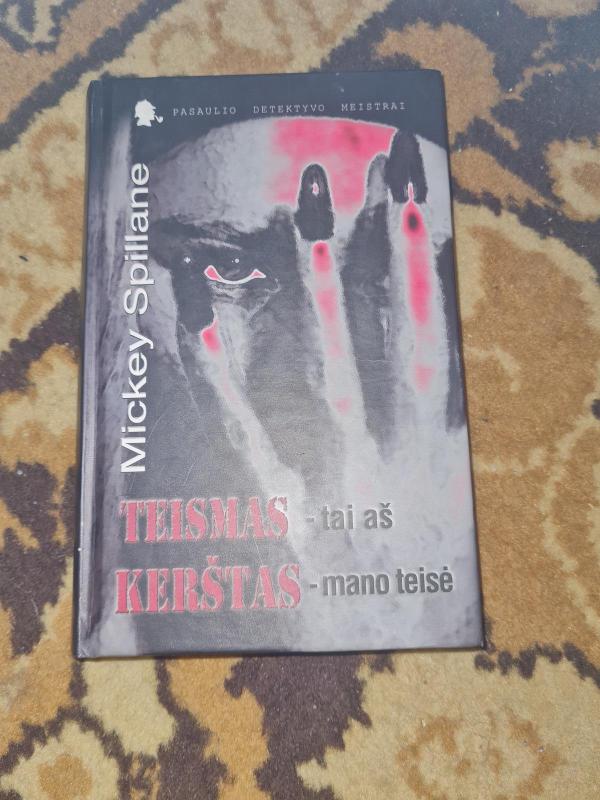 PASAULIO DETEKTYVO MEISTRAI
Mickey Spillane
TEISMAS - tai aš
KERŠTAS - mano teisė